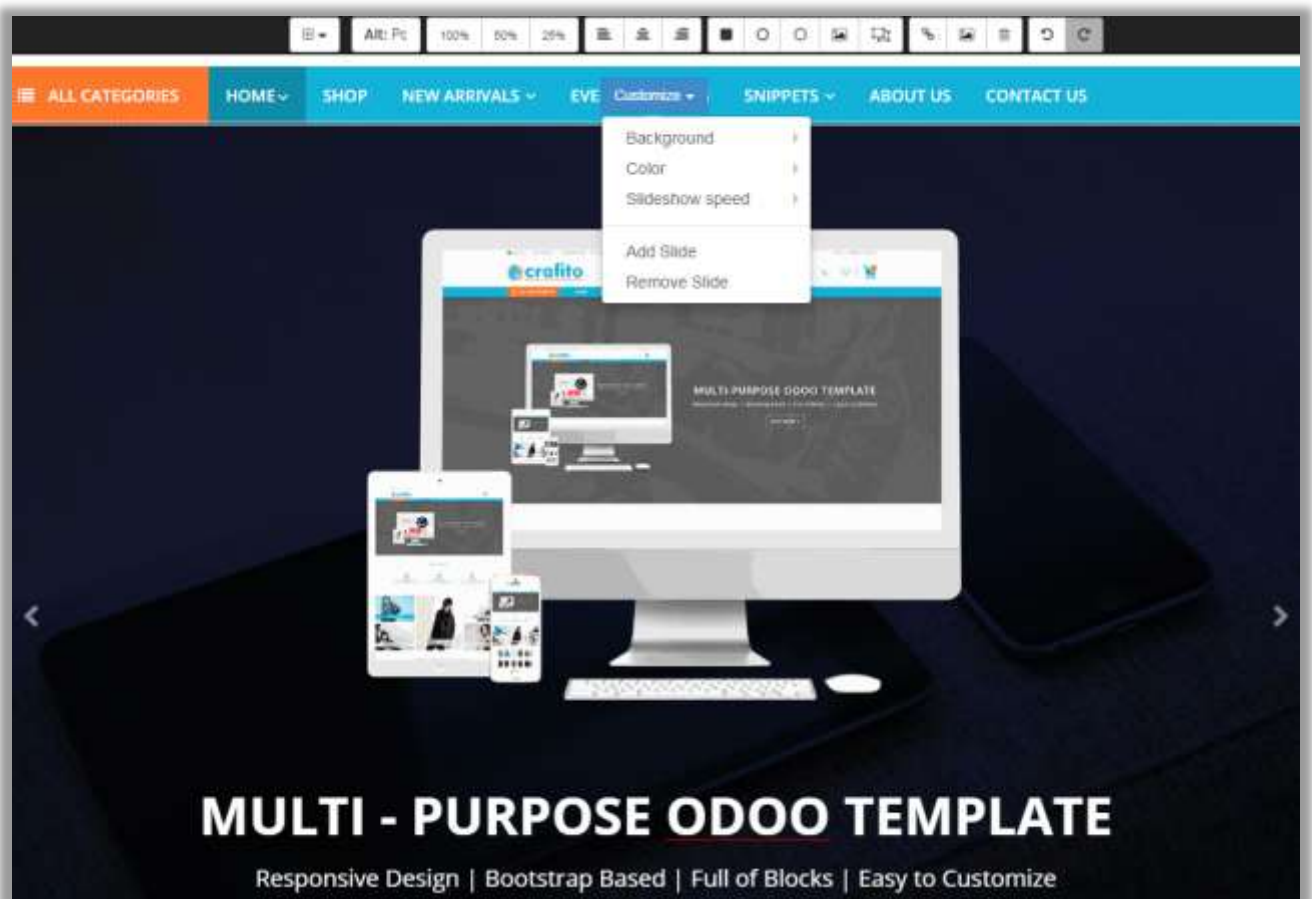 Alt: Pc 100% 50% 25%
ALL CATEGORIES HOME SHOP NEW ARRIVALS EVE Customize SNIPPETS ABOUT US CONTACT US
Background
Color
Slideshow speed
Add Slide
Remove Slide
crafito
MULTI-PURPOSE ODOO TEMPLATE
MULTI - PURPOSE ODOO TEMPLATE
Responsive Design | Bootstrap Based | Full of Blocks | Easy to Customize